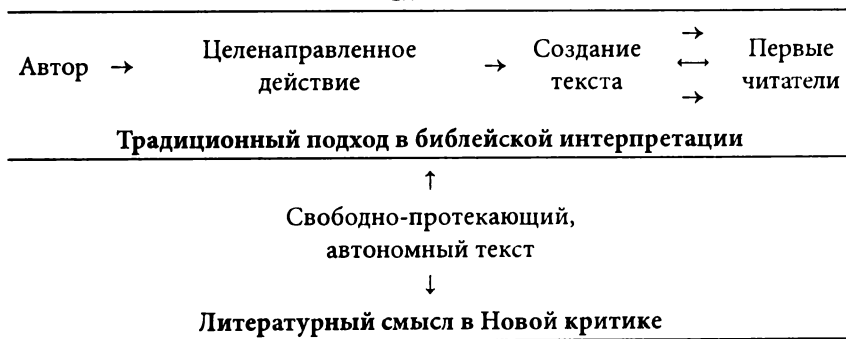 Автор → Целенаправленное действие → Создание текста → ⟷ → Первые читатели
Традиционный подход в библейской интерпретации
↑
Свободно-протекающий,
автономный текст
↓
Литературный смысл в Новой критике